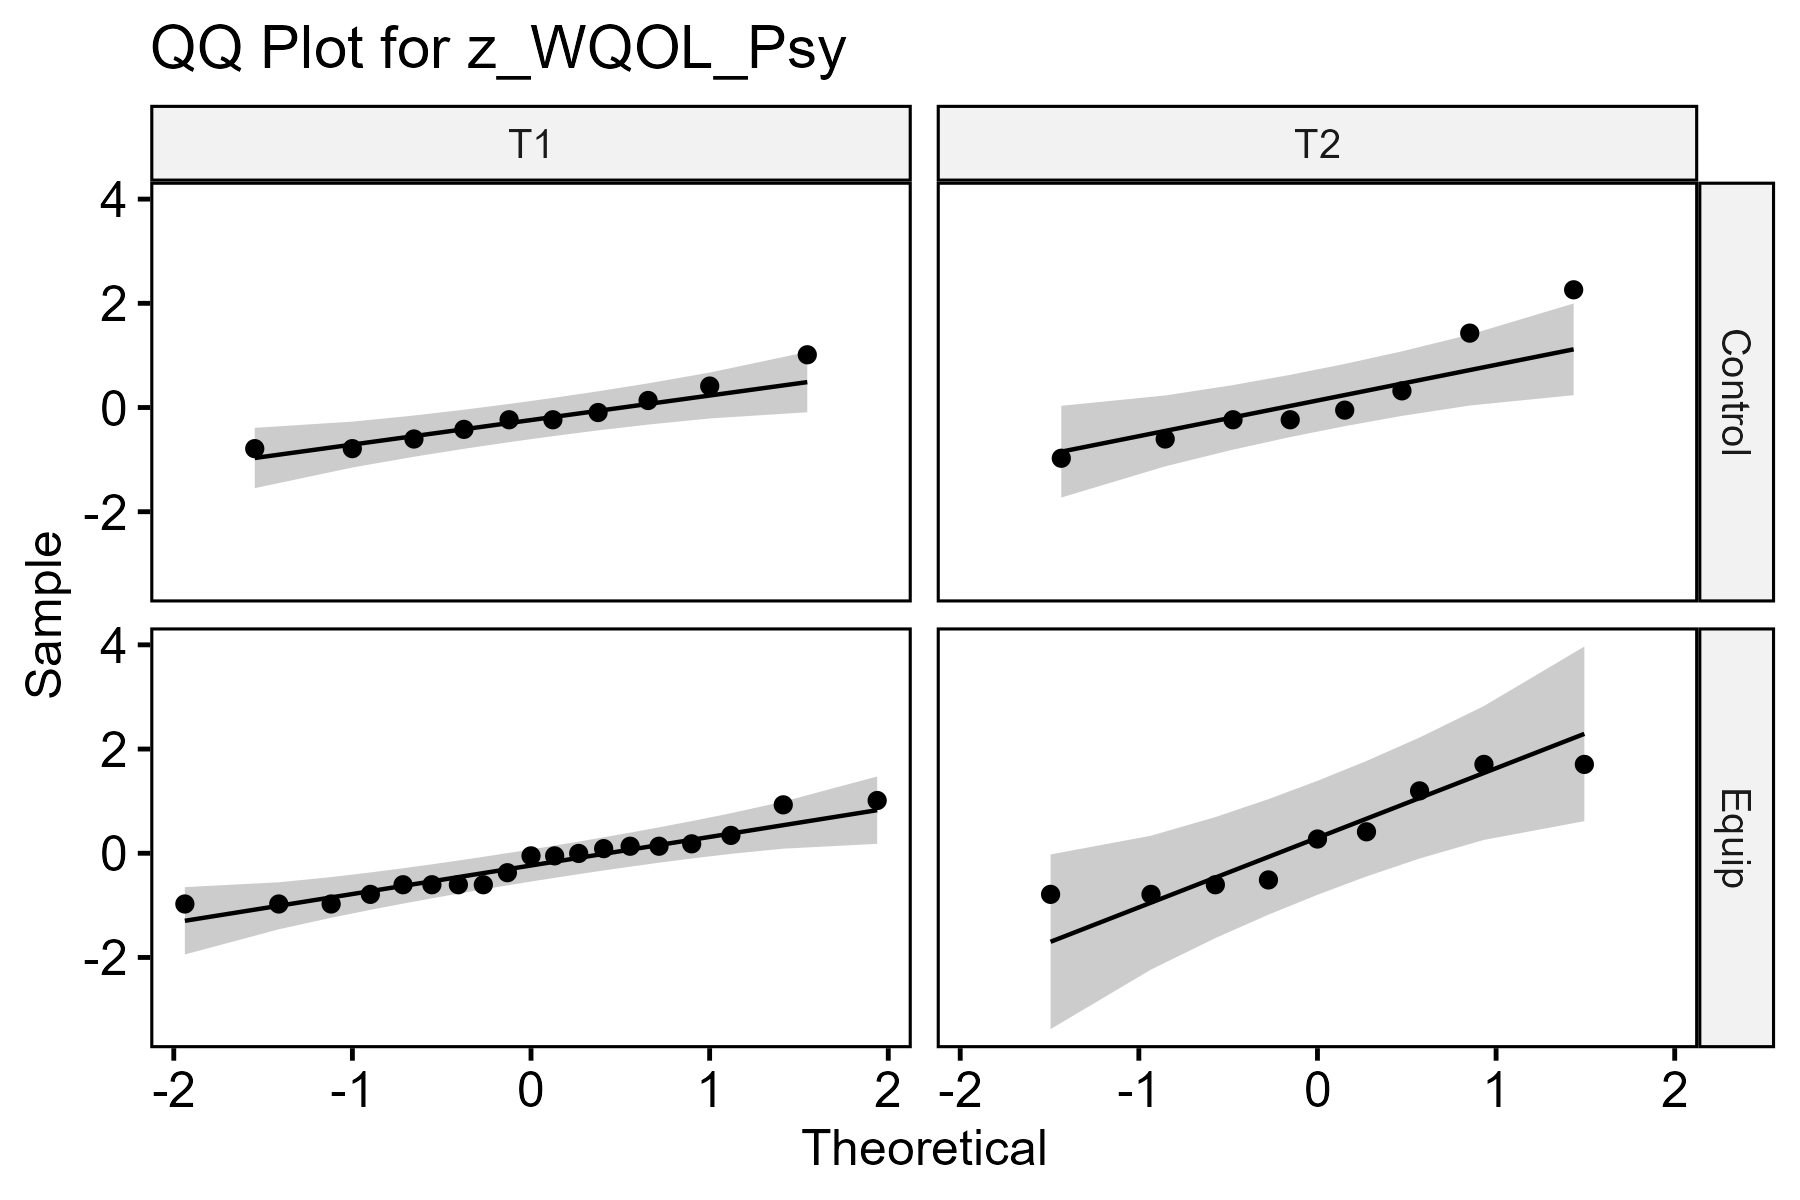 QQ Plot for z_WQOL_Psy
T1
T2
4
2
0
-2
Control
Sample
4
2
0
-2
Equip
-2 -1 0 1 2
-2 -1 0 1 2
Theoretical